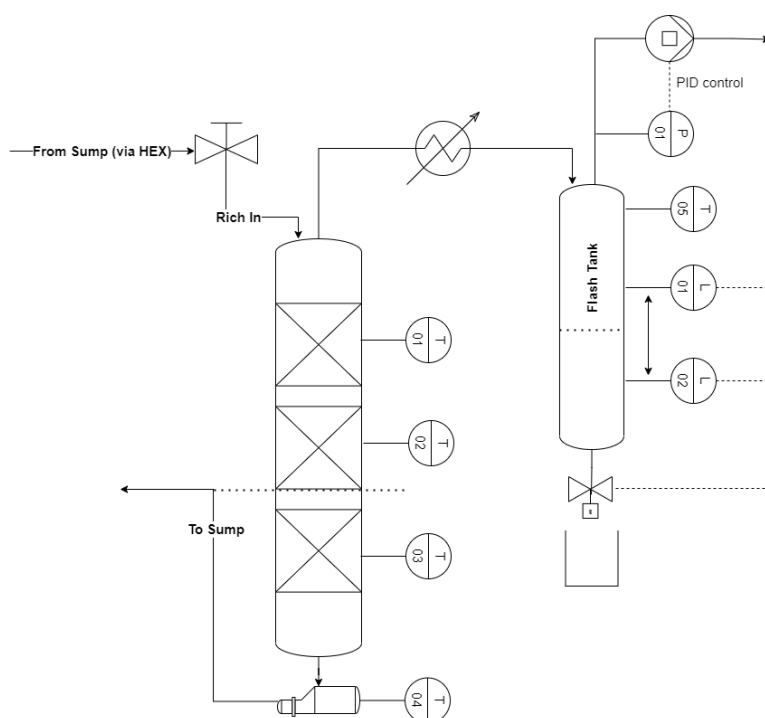 PID control
P
01
From Sump (via HEX)
T
05
Rich In
Flash Tank
L
01
T
01
L
02
T
02
To Sump
T
03
T
04